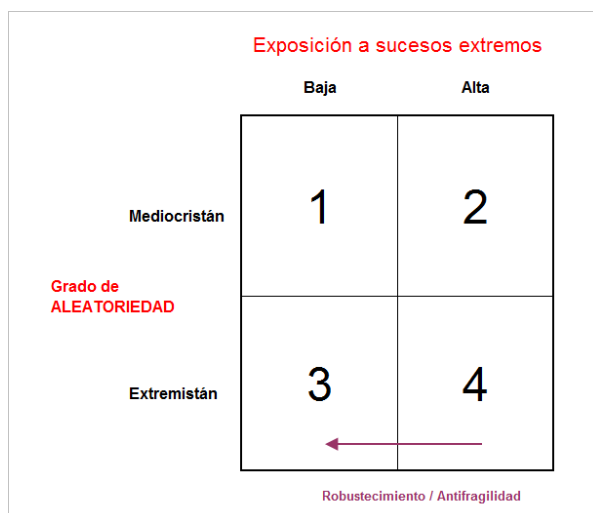 Exposición a sucesos extremos
Baja Alta
Mediocristán 1 2
Grado de
ALEATORIEDAD
Extremistán 3 4
Robustecimiento / Antifragilidad